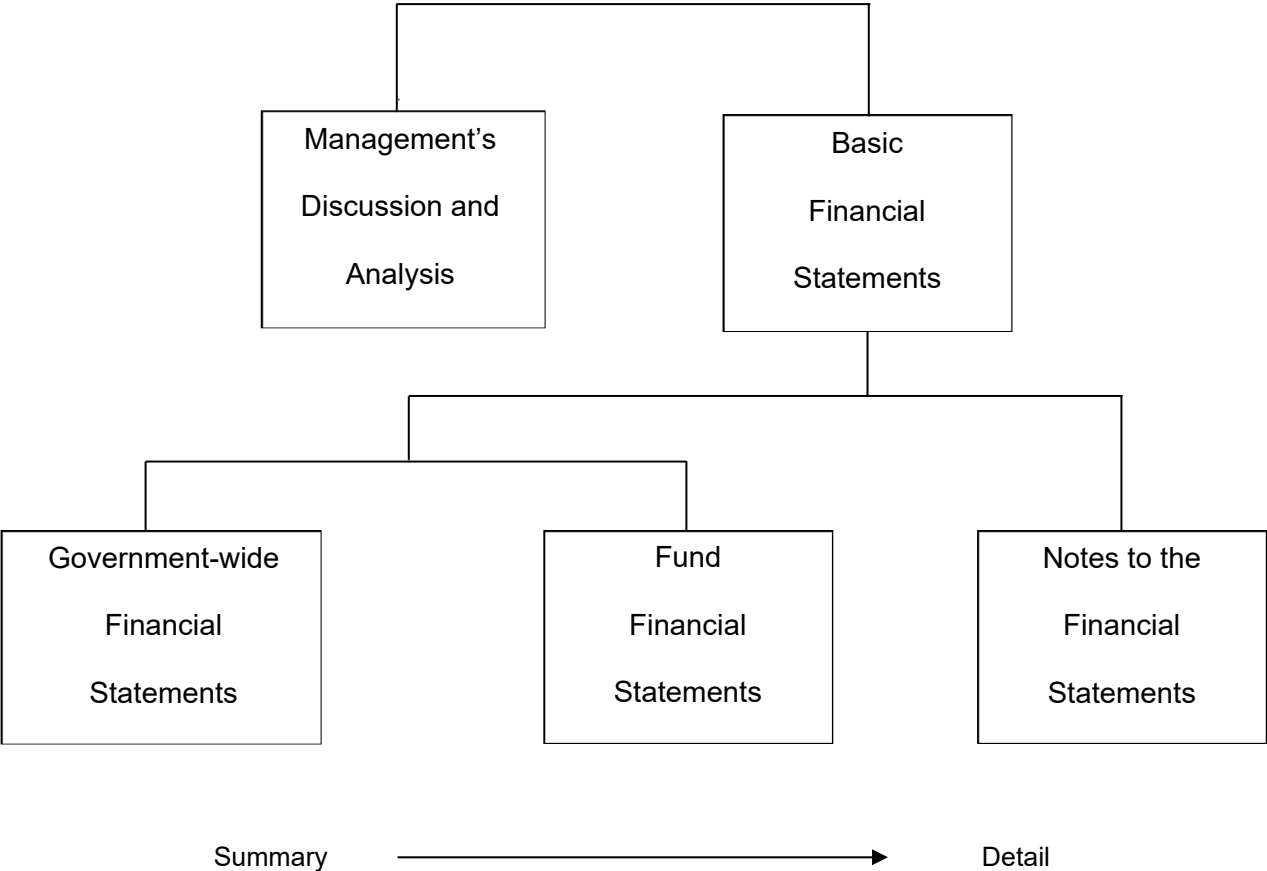 Management’s
Discussion and
Analysis
Basic
Financial
Statements
Government-wide
Financial
Statements
Fund
Financial
Statements
Notes to the
Financial
Statements
Summary
Detail